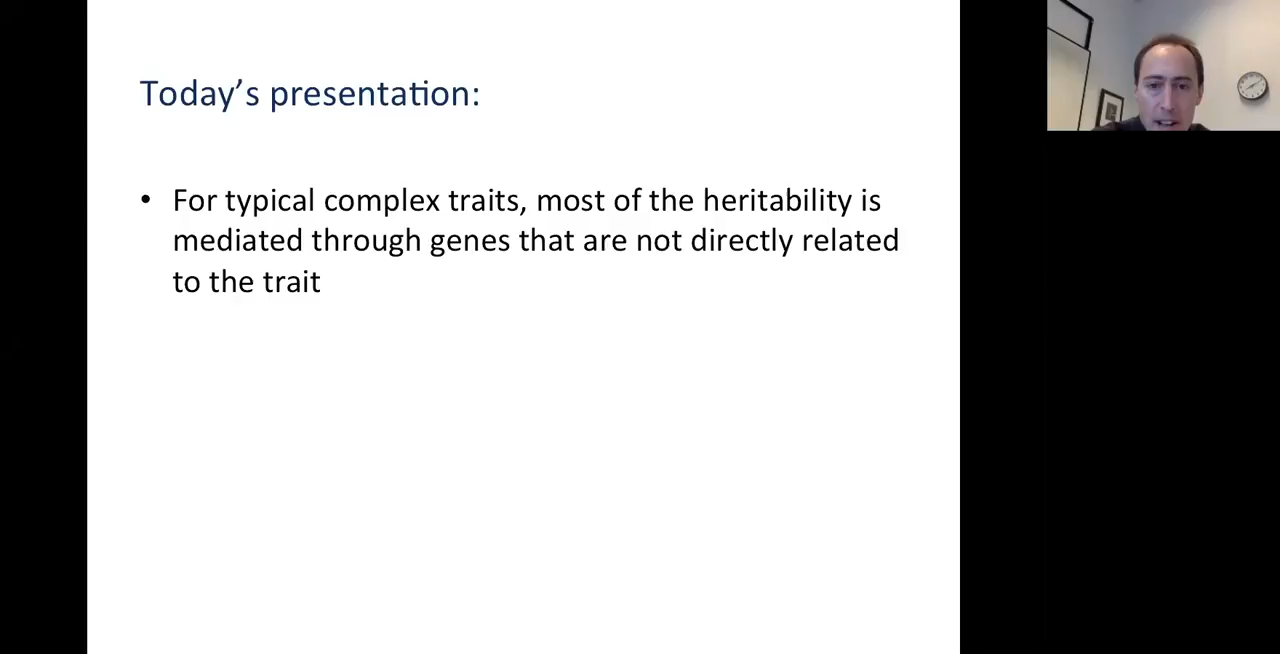 Today’s presentation:
• For typical complex traits, most of the heritability is
mediated through genes that are not directly related
to the trait